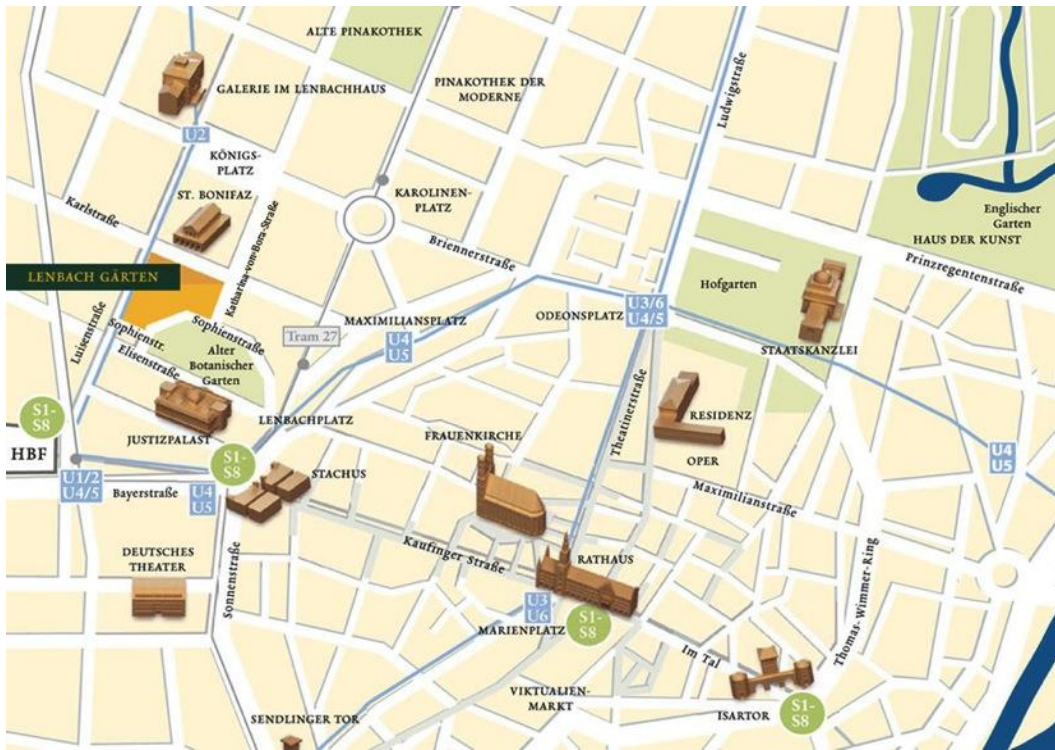 ALTE PINAKOTHEK
GALERIE IM LENBACHHAUS
PINAKOTHEK DER
MODERNE
Ludwigstraße
U2
KÖNIGS-
PLATZ
ST. BONIFAZ
KAROLINEN-
PLATZ
Karlstraße
Katharina-von-Bora-Straße
Briennerstraße
Englischer
Garten
HAUS DER KUNST
Prinzregentenstraße
LENBACH GÄRTEN
Hofgarten
Luisenstraße
Sophienstr.
Sophienstraße
MAXIMILIANSPLATZ
U4
U5
ODEONSPLATZ
U3/6
U4/5
Tram 27
STAATSKANZLEI
Elisenstraße
Alter
Botanischer
Garten
Theatinerstraße
S1-
S8
HBF
JUSTIZPALAST
LENBACHPLATZ
RESIDENZ
FRAUENKIRCHE
OPER
S1-
S8
STACHUS
U1/2
U4/5
Bayerstraße
U4
U5
U4
U5
Maximilianstraße
DEUTSCHES
THEATER
Sonnenstraße
Kaufinger Straße
RATHAUS
Thomas-Wimmer-Ring
U3
U6
MARIENPLATZ
S1-
S8
Im Tal
VIKTUALIEN-
MARKT
ISARTOR
S1-
S8
SENDLINGER TOR